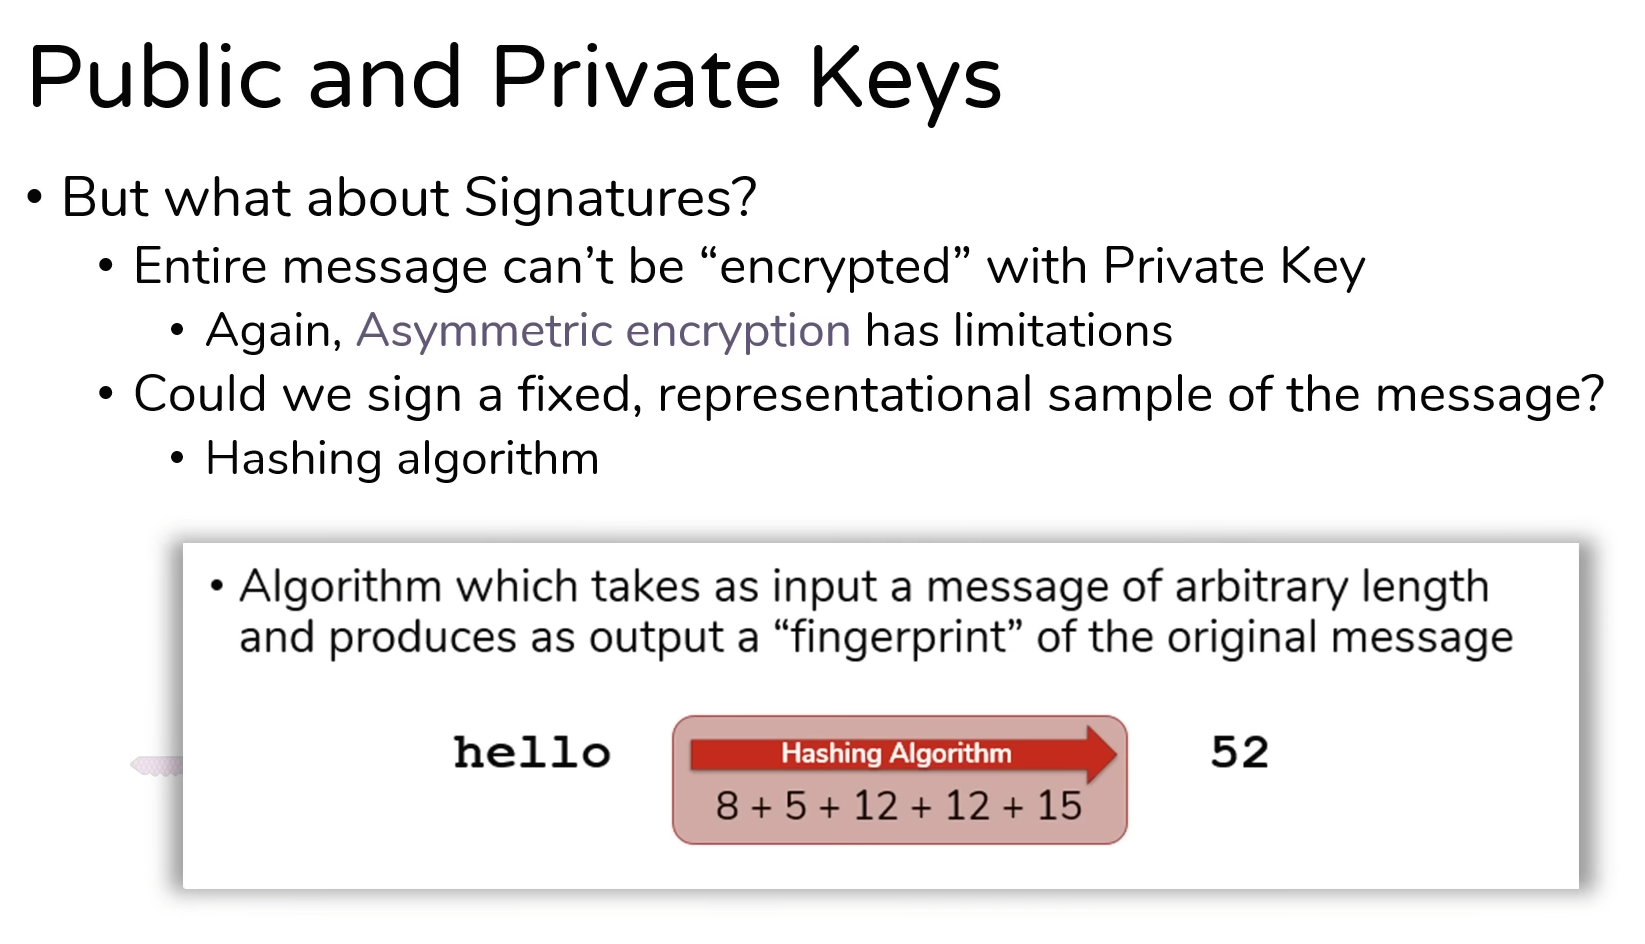 Public and Private Keys
• But what about Signatures?
• Entire message can’t be “encrypted” with Private Key
• Again, Asymmetric encryption has limitations
• Could we sign a fixed, representational sample of the message?
• Hashing algorithm
• Algorithm which takes as input a message of arbitrary length
and produces as output a “fingerprint” of the original message
hello
Hashing Algorithm
8 + 5 + 12 + 12 + 15
52